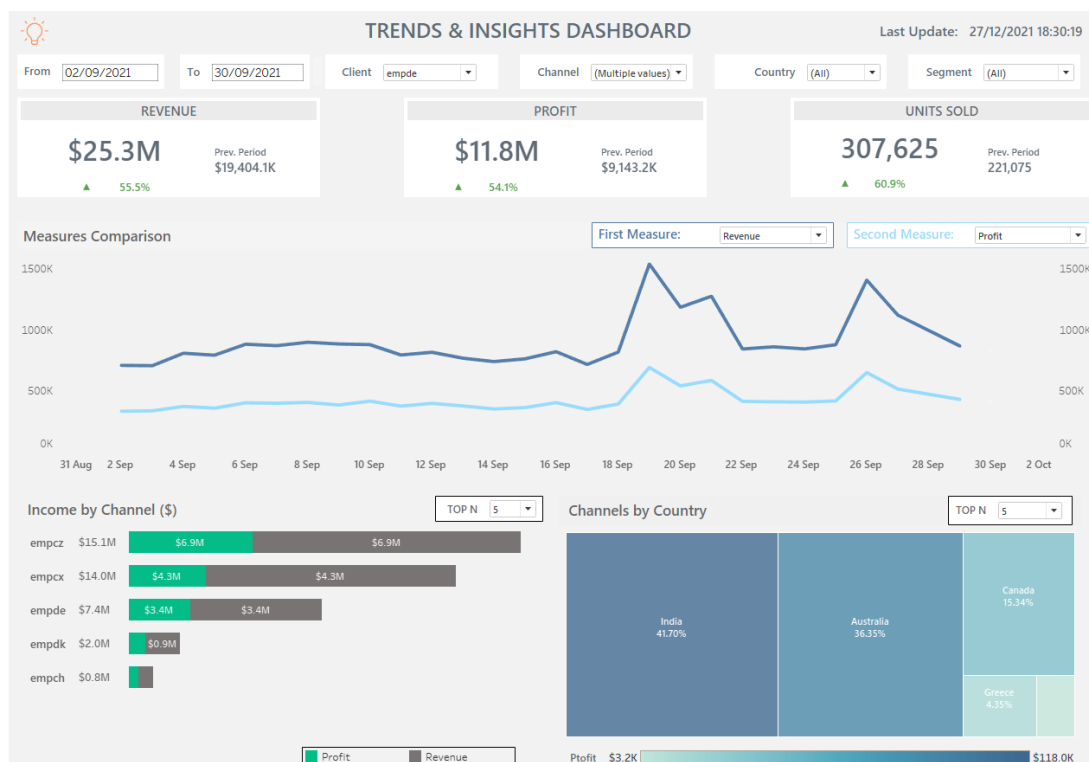 TRENDS & INSIGHTS DASHBOARD
Last Update: 27/12/2021 18:30:19
From 02/09/2021 To 30/09/2021 Client empde Channel (Multiple values) Country (All) Segment (All)
REVENUE PROFIT UNITS SOLD
$25.3M Prev. Period $19,404.1K
▲ 55.5%
$11.8M Prev. Period $9,143.2K
▲ 54.1%
307,625 Prev. Period 221,075
▲ 60.9%
Measures Comparison
First Measure: Revenue
Second Measure: Profit
1500K 1500K
1000K 1000K
500K 500K
0K 0K
31 Aug 2 Sep 4 Sep 6 Sep 8 Sep 10 Sep 12 Sep 14 Sep 16 Sep 18 Sep 20 Sep 22 Sep 24 Sep 26 Sep 28 Sep 30 Sep 2 Oct
Income by Channel ($)
TOP N 5
empcz $15.1M $6.9M $6.9M
empcx $14.0M $4.3M $4.3M
empde $7.4M $3.4M $3.4M
empdk $2.0M $0.9M
empch $0.8M
Profit Revenue
Channels by Country
TOP N 5
India
41.70%
Australia
36.35%
Canada
15.34%
Greece
4.35%
Ptofit $3.2K $118.0K